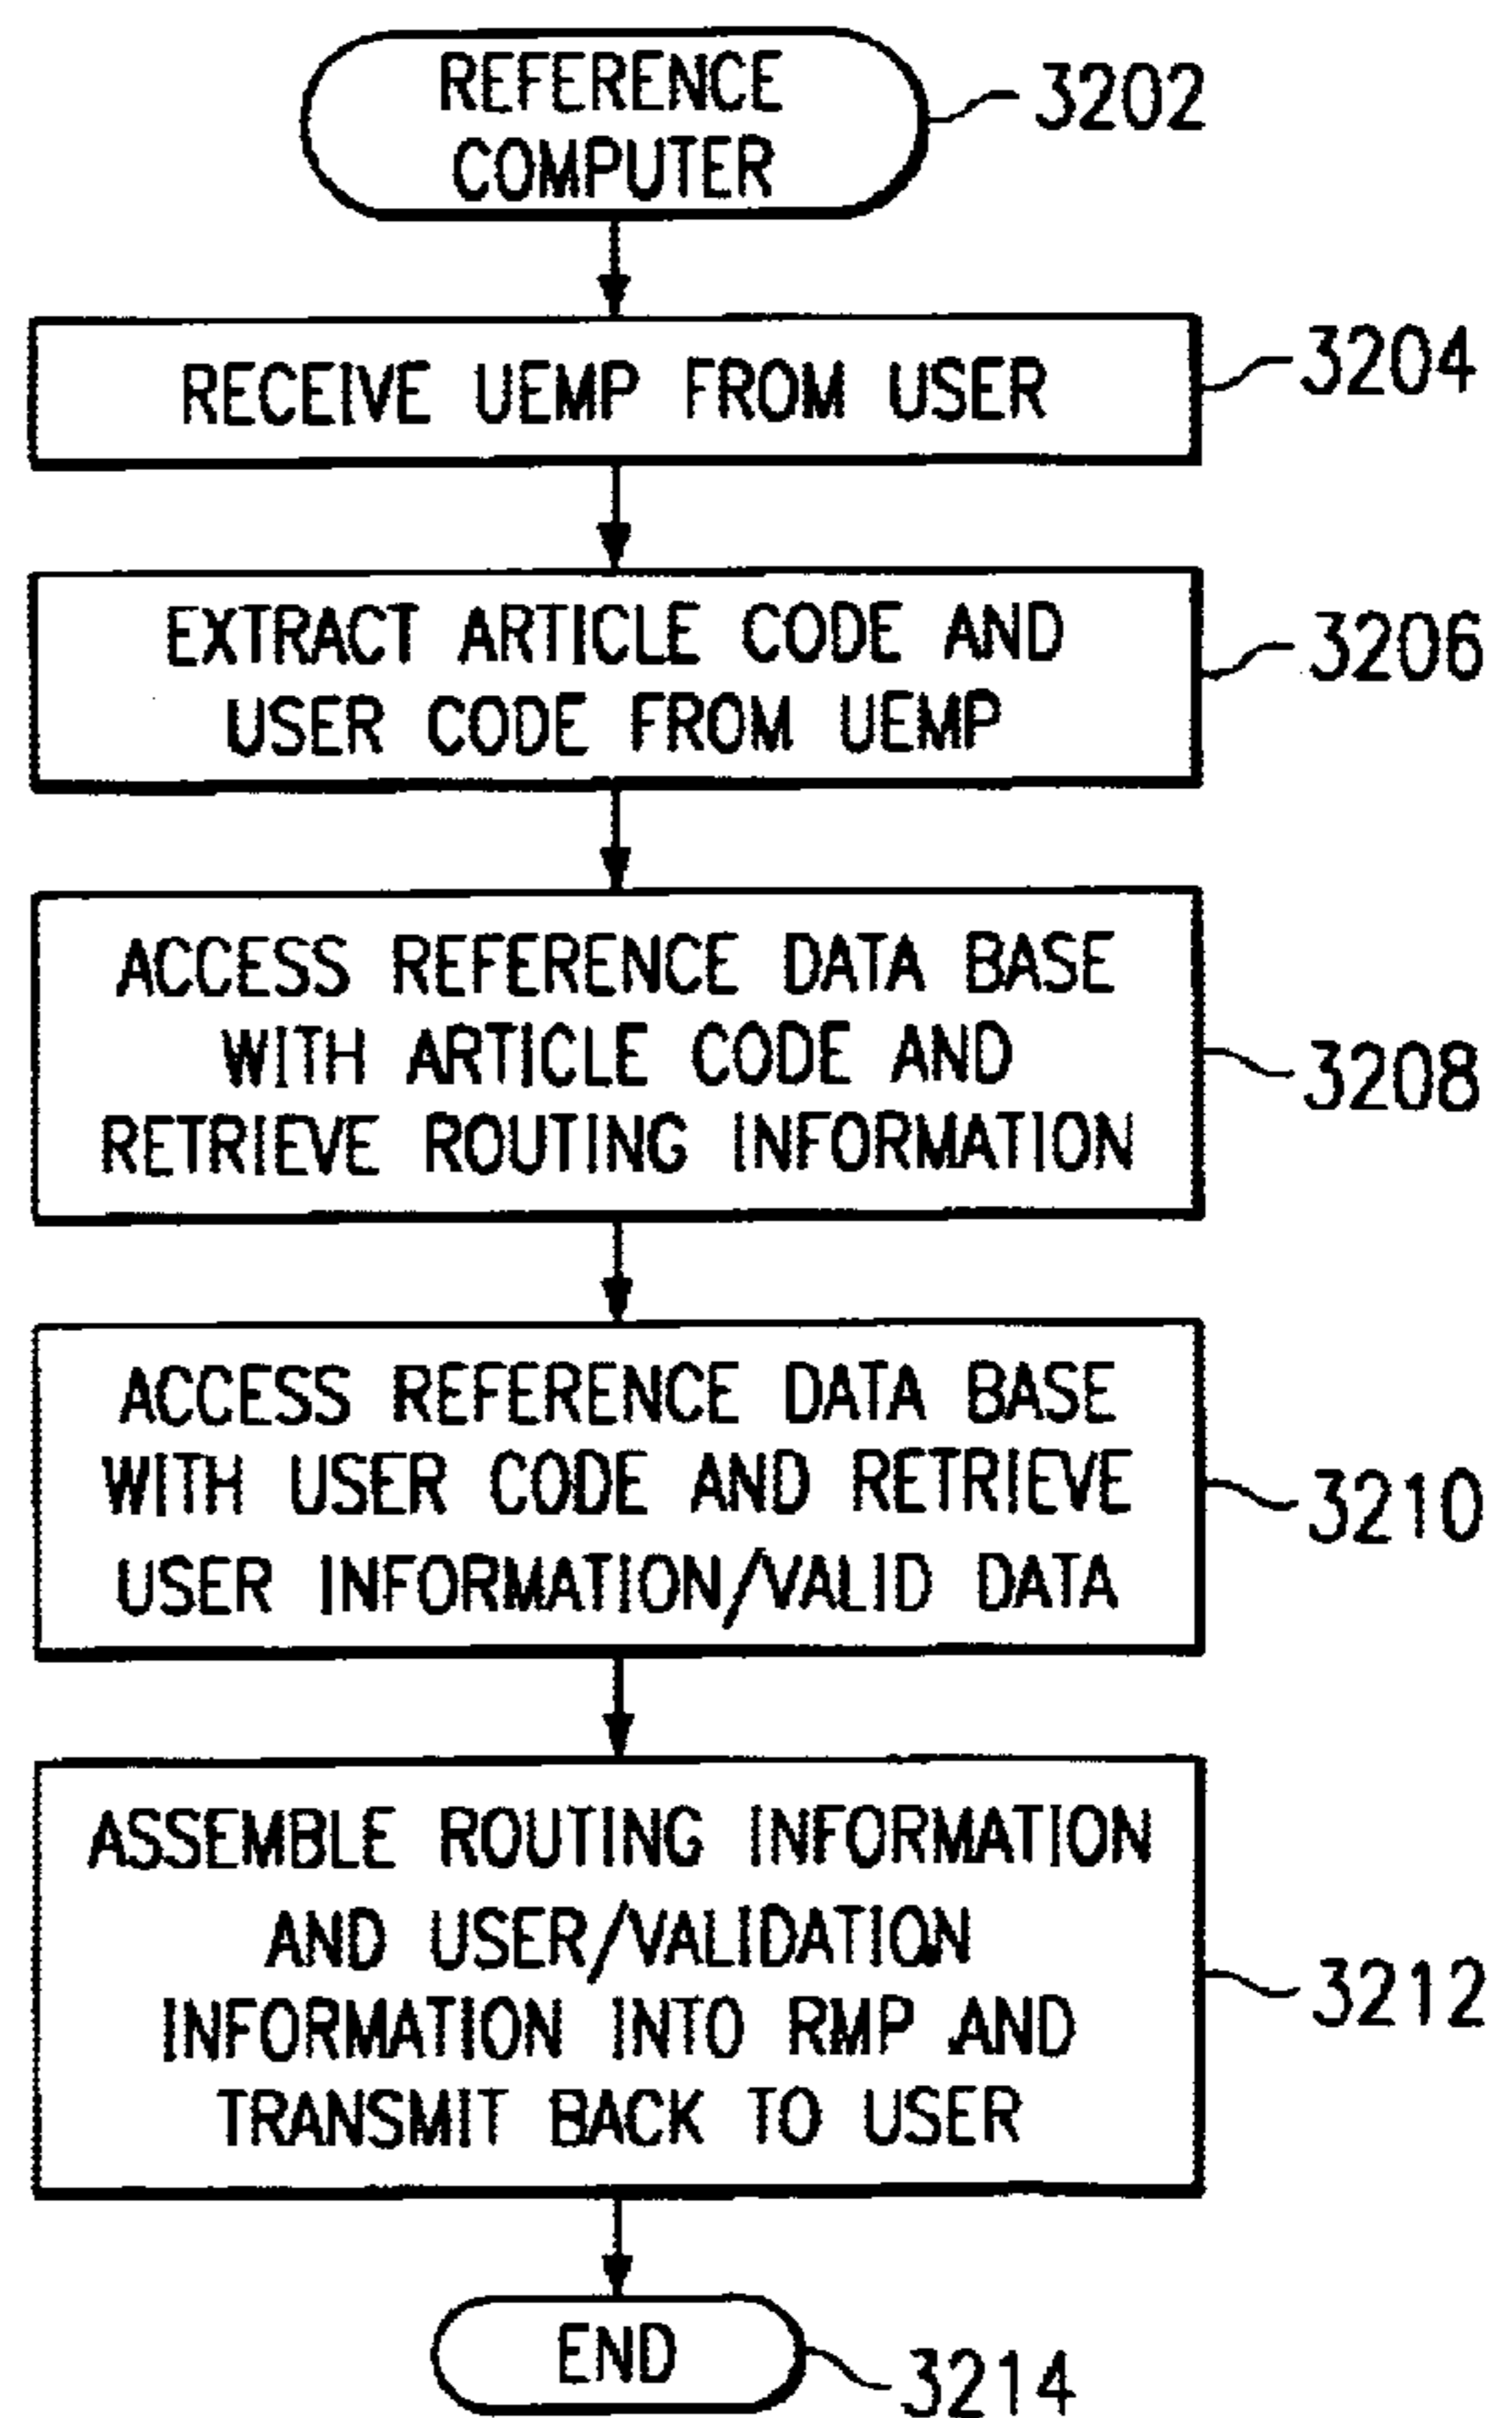 REFERENCE
COMPUTER
3202
RECEIVE UEMP FROM USER
3204
EXTRACT ARTICLE CODE AND
USER CODE FROM UEMP
3206
ACCESS REFERENCE DATA BASE
WITH ARTICLE CODE AND
RETRIEVE ROUTING INFORMATION
3208
ACCESS REFERENCE DATA BASE
WITH USER CODE AND RETRIEVE
USER INFORMATION/VALID DATA
3210
ASSEMBLE ROUTING INFORMATION
AND USER/VALIDATION
INFORMATION INTO RMP AND
TRANSMIT BACK TO USER
3212
END
3214